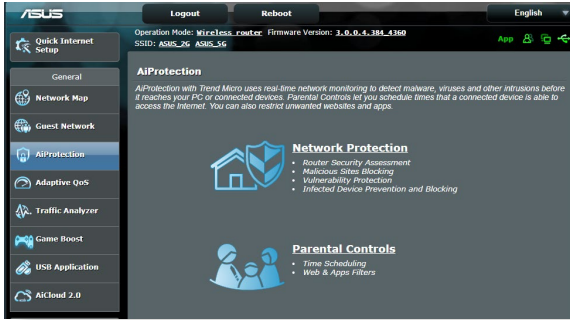 ASUS
Logout
Reboot
English
Quick Internet
Setup
Operation Mode: Wireless router Firmware Version: 3.0.0.4.384_4360
SSID: ASUS_2G ASUS_5G
App
General
Network Map
Guest Network
AiProtection
Adaptive QoS
Traffic Analyzer
Game Boost
USB Application
AiCloud 2.0
AiProtection
AiProtection with Trend Micro uses real-time network monitoring to detect malware, viruses and other intrusions before
it reaches your PC or connected devices. Parental Controls let you schedule times that a connected device is able to
access the Internet. You can also restrict unwanted websites and apps.
Network Protection
• Router Security Assessment
• Malicious Sites Blocking
• Vulnerability Protection
• Infected Device Prevention and Blocking
Parental Controls
• Time Scheduling
• Web & Apps Filters